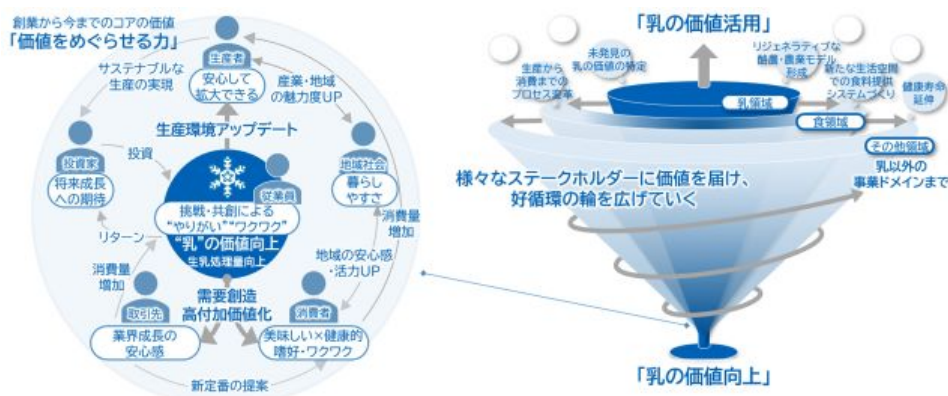 創業から今までのコアの価値
「価値をめぐらせる力」
生産者
安心して
拡大できる
サステナブルな
生産の実現
産業・地域
の魅力度UP
生産環境アップデート
投資家
将来成長
への期待
投資
リターン
従業員
挑戦・共創による
“やりがい”“ワクワク”
“乳”の価値向上
生乳処理量向上
地域社会
暮らし
やすさ
消費量
増加
地域の安心感
・活力UP
消費量
増加
需要創造
高付加価値化
取引先
業界成長の
安心感
消費者
美味しい×健康的
嗜好・ワクワク
新定番の提案
「乳の価値活用」
生産から
消費までの
プロセス変革
未発見の
乳の価値の特定
リジェネラティブな
酪農・農業モデル
形成
新たな生活空間
での食料提供
システムづくり
健康寿命
延伸
乳領域
食領域
その他領域
乳以外の
事業ドメインまで
様々なステークホルダーに価値を届け、
好循環の輪を広げていく
「乳の価値向上」